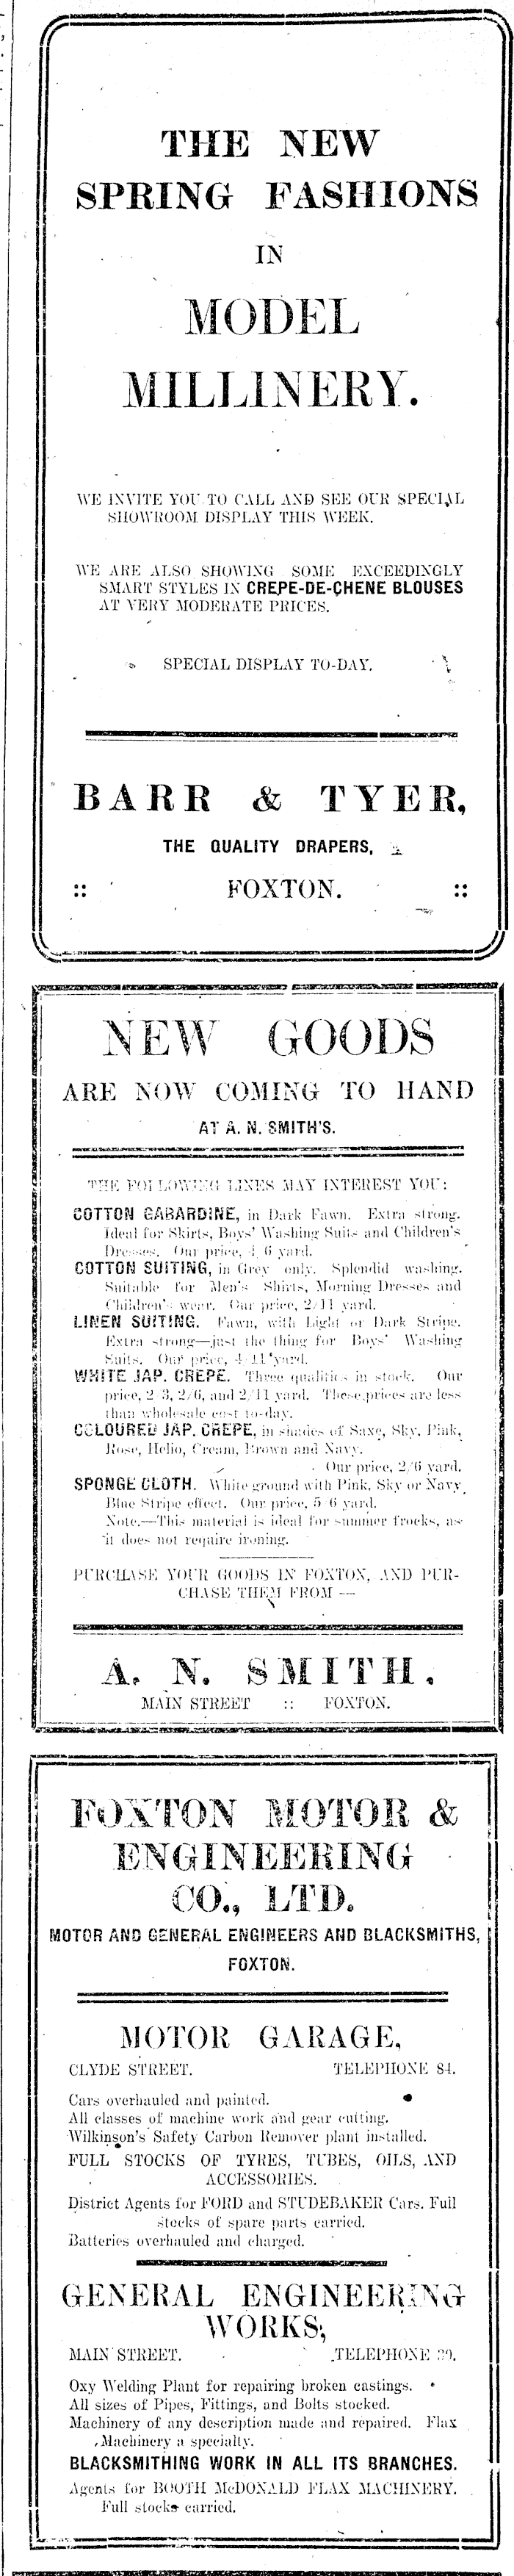 THE NEW
SPRING FASHIONS
IN
MODEL
MILLINERY.
WE INVITE YOU TO CALL AND SEE OUR SPECIAL
SHOWROOM DISPLAY THIS WEEK.
WE ARE ALSO SHOWING SOME EXCEEDINGLY
SMART STYLES IN CREPE-DE-CHENE BLOUSES
AT VERY MODERATE PRICES.
SPECIAL DISPLAY TO-DAY.
BARR & TYER,
THE QUALITY DRAPERS,
:: FOXTON. ::
NEW GOODS
ARE NOW COMING TO HAND
AT A. N. SMITH'S.
THE FOLLOWING LINES MAY INTEREST YOU:
COTTON GABARDINE, in Dark Fawn. Extra strong.
Ideal for Skirts, Boys' Washing Suits and Children's
Dresses. Our price, 4/6 yard.
COTTON SUITING, in Grey only. Splendid washing.
Suitable for Men's Shirts, Morning Dresses and
Children's wear. Our price, 2/11 yard.
LINEN SUITING. Fawn, with Light or Dark Stripe.
Extra strong—just the thing for Boys' Washing
Suits. Our price, 4/11 yard.
WHITE JAP. CREPE. Three qualities in stock. Our
price, 2/3, 2/6, and 2/11 yard. These prices are less
than wholesale cost to-day.
COLOURED JAP. CREPE, in shades of Saxe, Sky, Pink,
Rose, Helio, Cream, Brown and Navy.
Our price, 2/6 yard.
SPONGE CLOTH. White ground with Pink, Sky or Navy
Blue Stripe effect. Our price, 5/6 yard.
Note.—This material is ideal for summer frocks, as
it does not require ironing.
PURCHASE YOUR GOODS IN FOXTON, AND PUR-
CHASE THEM FROM —
A. N. SMITH,
MAIN STREET :: FOXTON.
FOXTON MOTOR &
ENGINEERING
CO., LTD.
MOTOR AND GENERAL ENGINEERS AND BLACKSMITHS,
FOXTON.
MOTOR GARAGE,
CLYDE STREET. TELEPHONE 84.
Cars overhauled and painted.
All classes of machine work and gear cutting.
Wilkinson's Safety Carbon Remover plant installed.
FULL STOCKS OF TYRES, TUBES, OILS, AND
ACCESSORIES.
District Agents for FORD and STUDEBAKER Cars. Full
stocks of spare parts carried.
Batteries overhauled and charged.
GENERAL ENGINEERING
WORKS,
MAIN STREET. TELEPHONE
Oxy Welding Plant for repairing broken castings.
All sizes of Pipes, Fittings, and Bolts stocked.
Machinery of any description made and repaired. Flax
Machinery a specialty.
BLACKSMITHING WORK IN ALL ITS BRANCHES.
Agents for BOOTH McDONALD FLAX MACHINERY.
Full stocks carried.